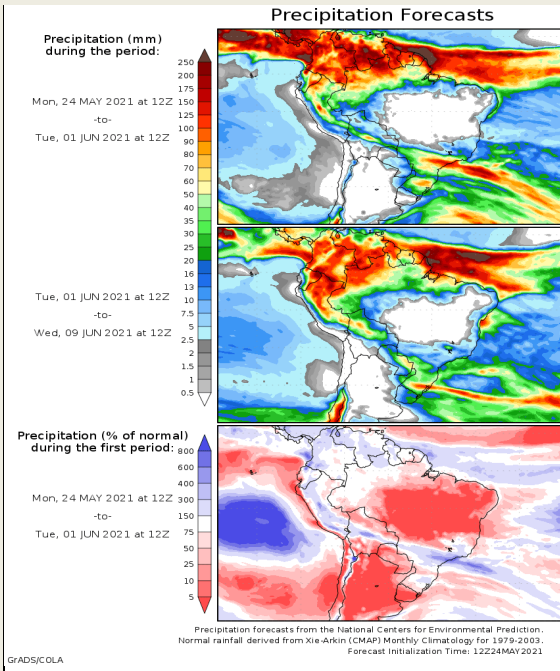 Precipitation Forecasts
Precipitation (mm)
during the period:
250
200
175
Mon, 24 MAY 2021 at 12Z
150
125
-to-
100
Tue, 01 JUN 2021 at 12Z
90
80
70
60
50
40
35
30
25
20
16
Tue, 01 JUN 2021 at 12Z
13
10
-to-
7.5
Wed, 09 JUN 2021 at 12Z
5
2.5
2
1.5
1
0.5
Precipitation (% of normal)
during the first period:
800
600
400
Mon, 24 MAY 2021 at 12Z
300
-to-
150
Tue, 01 JUN 2021 at 12Z
75
50
25
10
5
Precipitation forecasts from the National Centers for Environmental Prediction.
Normal rainfall derived from Xie-Arkin (CMAP) Monthly Climatology for 1979-2003.
Forecast Initialization Time: 12Z24MAY2021
GrADS/COLA